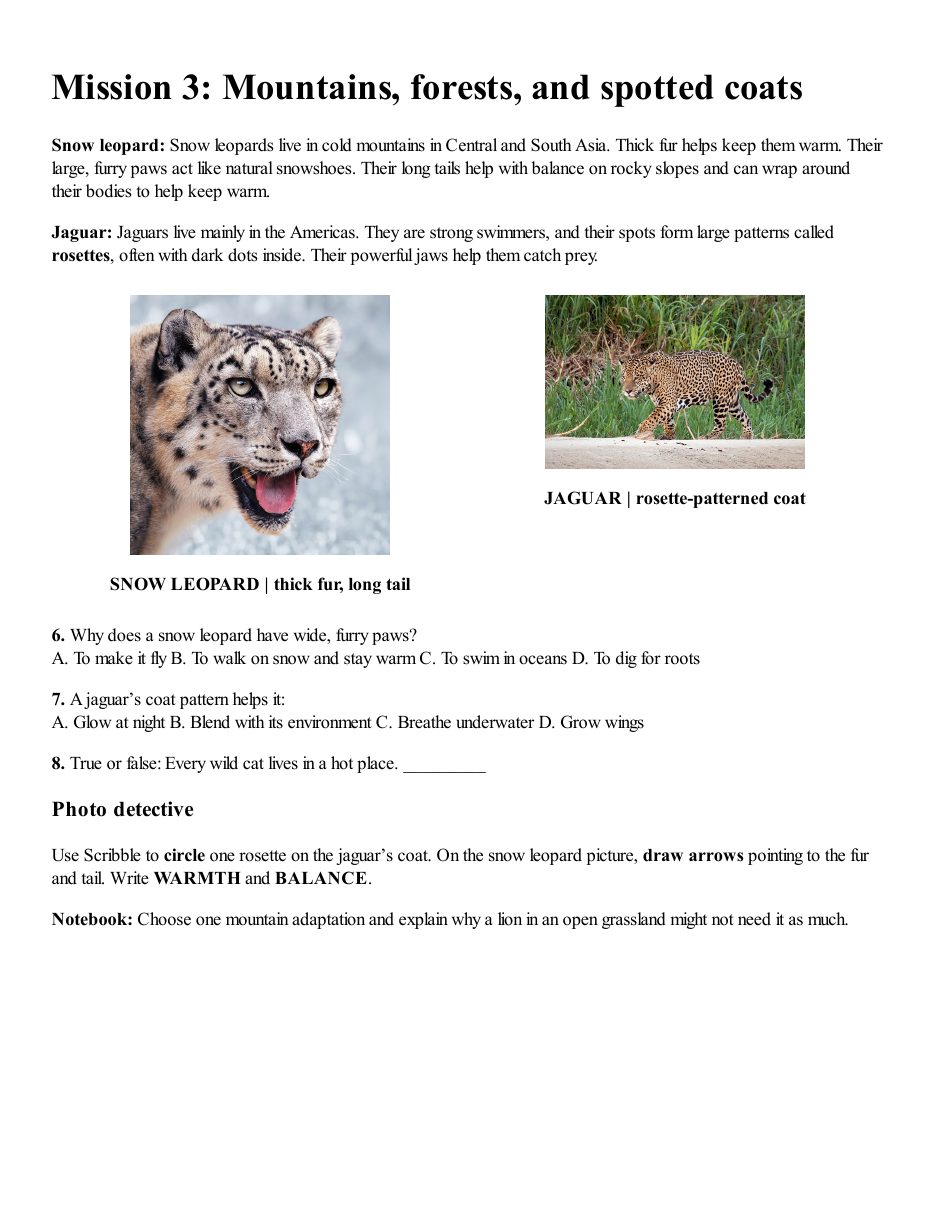 Mission 3: Mountains, forests, and spotted coats
Snow leopard: Snow leopards live in cold mountains in Central and South Asia. Thick fur helps keep them warm. Their
large, furry paws act like natural snowshoes. Their long tails help with balance on rocky slopes and can wrap around
their bodies to help keep warm.
Jaguar: Jaguars live mainly in the Americas. They are strong swimmers, and their spots form large patterns called
rosettes, often with dark dots inside. Their powerful jaws help them catch prey.
JAGUAR | rosette-patterned coat
SNOW LEOPARD | thick fur, long tail
6. Why does a snow leopard have wide, furry paws?
A. To make it fly B. To walk on snow and stay warm C. To swim in oceans D. To dig for roots
7. A jaguar’s coat pattern helps it:
A. Glow at night B. Blend with its environment C. Breathe underwater D. Grow wings
8. True or false: Every wild cat lives in a hot place. _________
Photo detective
Use Scribble to circle one rosette on the jaguar’s coat. On the snow leopard picture, draw arrows pointing to the fur
and tail. Write WARMTH and BALANCE.
Notebook: Choose one mountain adaptation and explain why a lion in an open grassland might not need it as much.